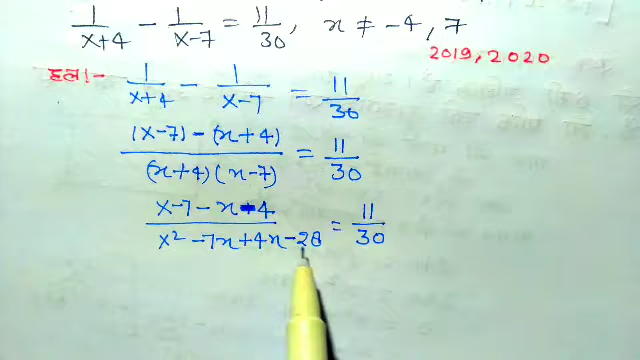 1/(x+4) - 1/(x-7) = 11/30, x ≠ -4, 7
2019, 2020
हल:- 1/(x+4) - 1/(x-7) = 11/30
((x-7) - (x+4))/((x+4)(x-7)) = 11/30
(x-7-x-4)/(x²-7x+4x-28) = 11/30